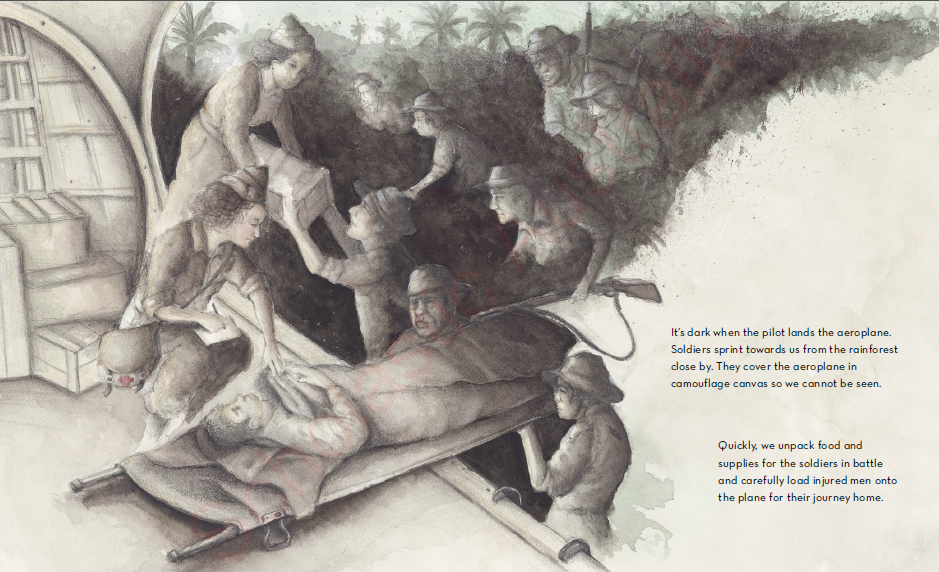 It's dark when the pilot lands the aeroplane.
Soldiers sprint towards us from the rainforest
close by. They cover the aeroplane in
camouflage canvas so we cannot be seen.
Quickly, we unpack food and
supplies for the soldiers in battle
and carefully load injured men onto
the plane for their journey home.